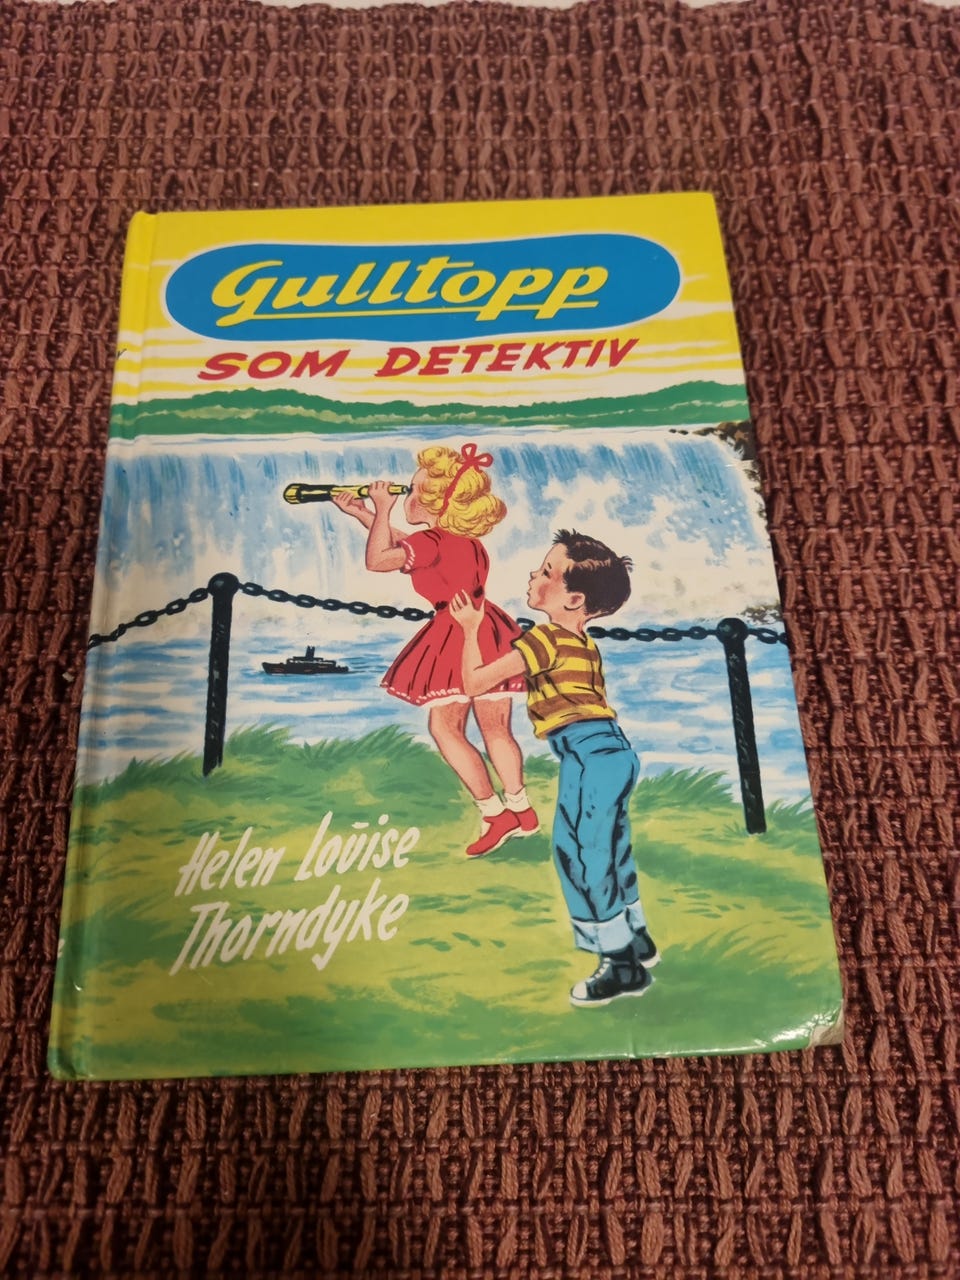 Gulltopp
SOM DETEKTIV
Helen Louise
Thorndyke